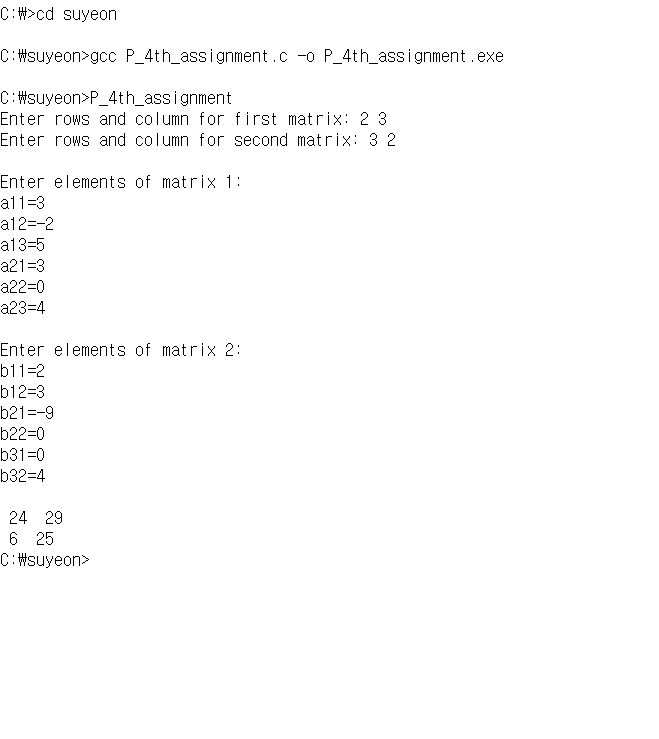 C:₩>cd suyeon
C:₩suyeon>gcc P_4th_assignment.c -o P_4th_assignment.exe
C:₩suyeon>P_4th_assignment
Enter rows and column for first matrix: 2 3
Enter rows and column for second matrix: 3 2
Enter elements of matrix 1:
a11=3
a12=-2
a13=5
a21=3
a22=0
a23=4
Enter elements of matrix 2:
b11=2
b12=3
b21=-9
b22=0
b31=0
b32=4
24  29
6  25
C:₩suyeon>